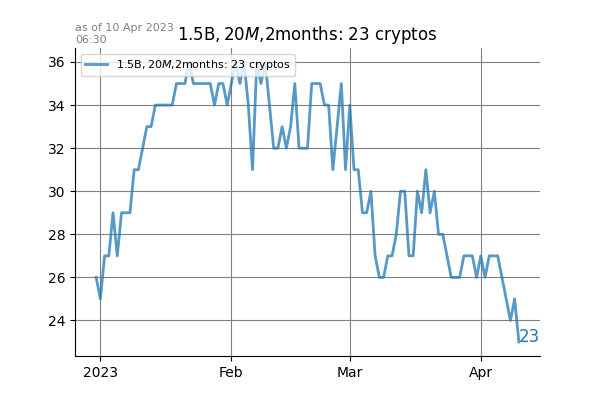 as of 10 Apr 2023
06:30
1.5B, 20M,2months: 23 cryptos
1.5B, 20M,2months: 23 cryptos
36
34
32
30
28
26
24
23
2023 Feb Mar Apr